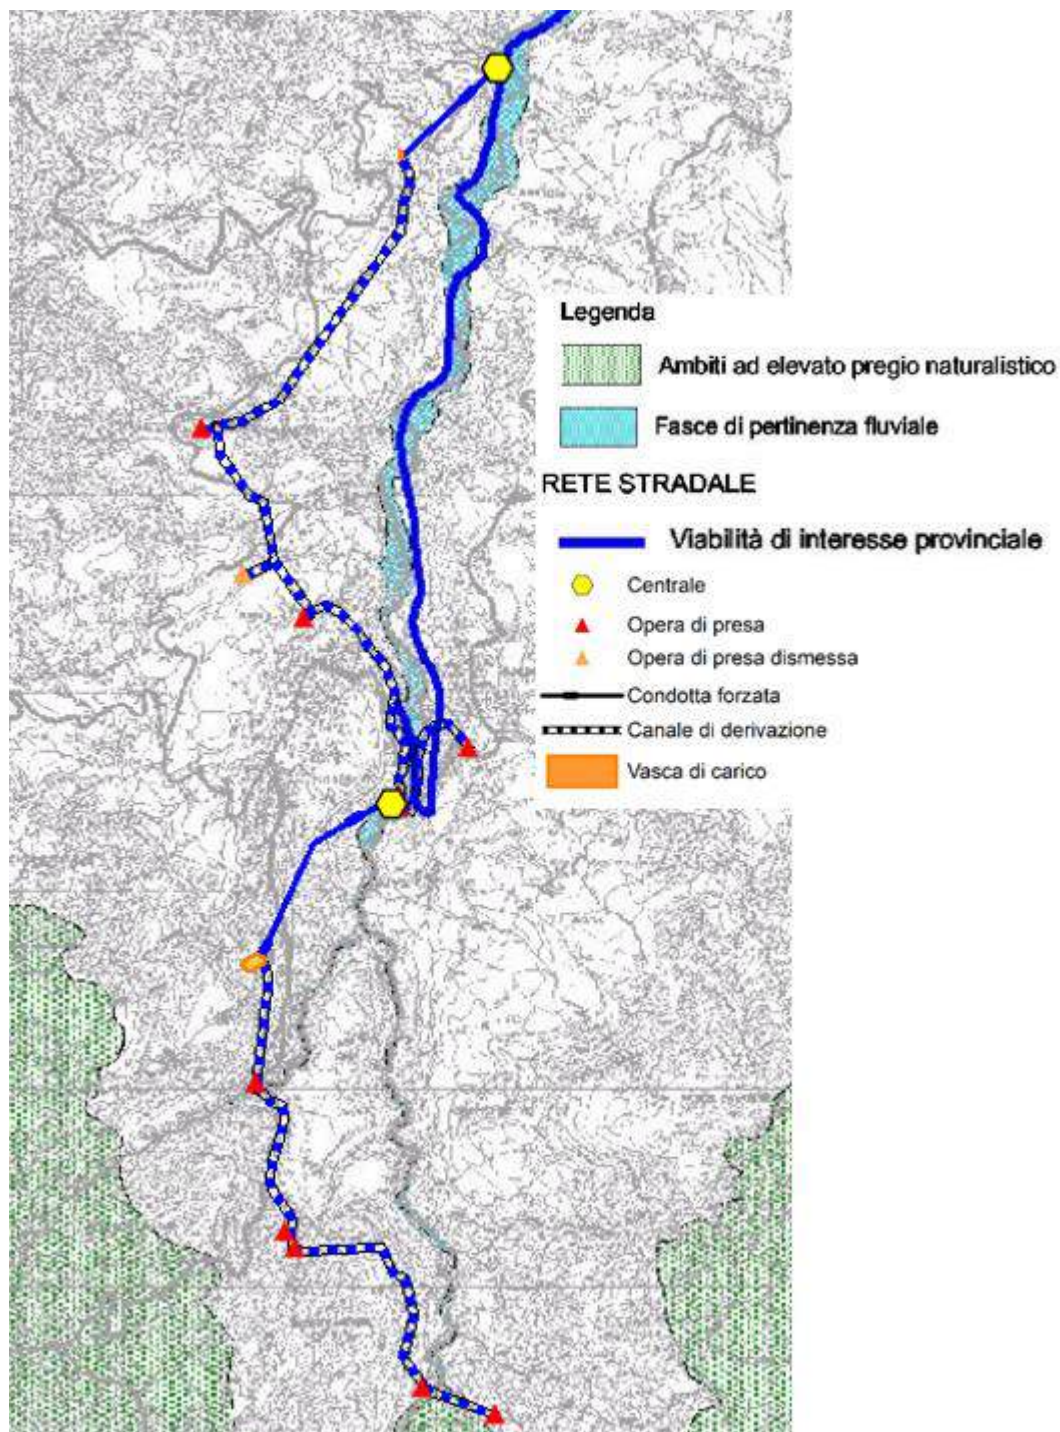 Legenda
Ambiti ad elevato pregio naturalistico
Fasce di pertinenza fluviale
RETE STRADALE
Viabilità di interesse provinciale
Centrale
Opera di presa
Opera di presa dismessa
Condotta forzata
Canale di derivazione
Vasca di carico